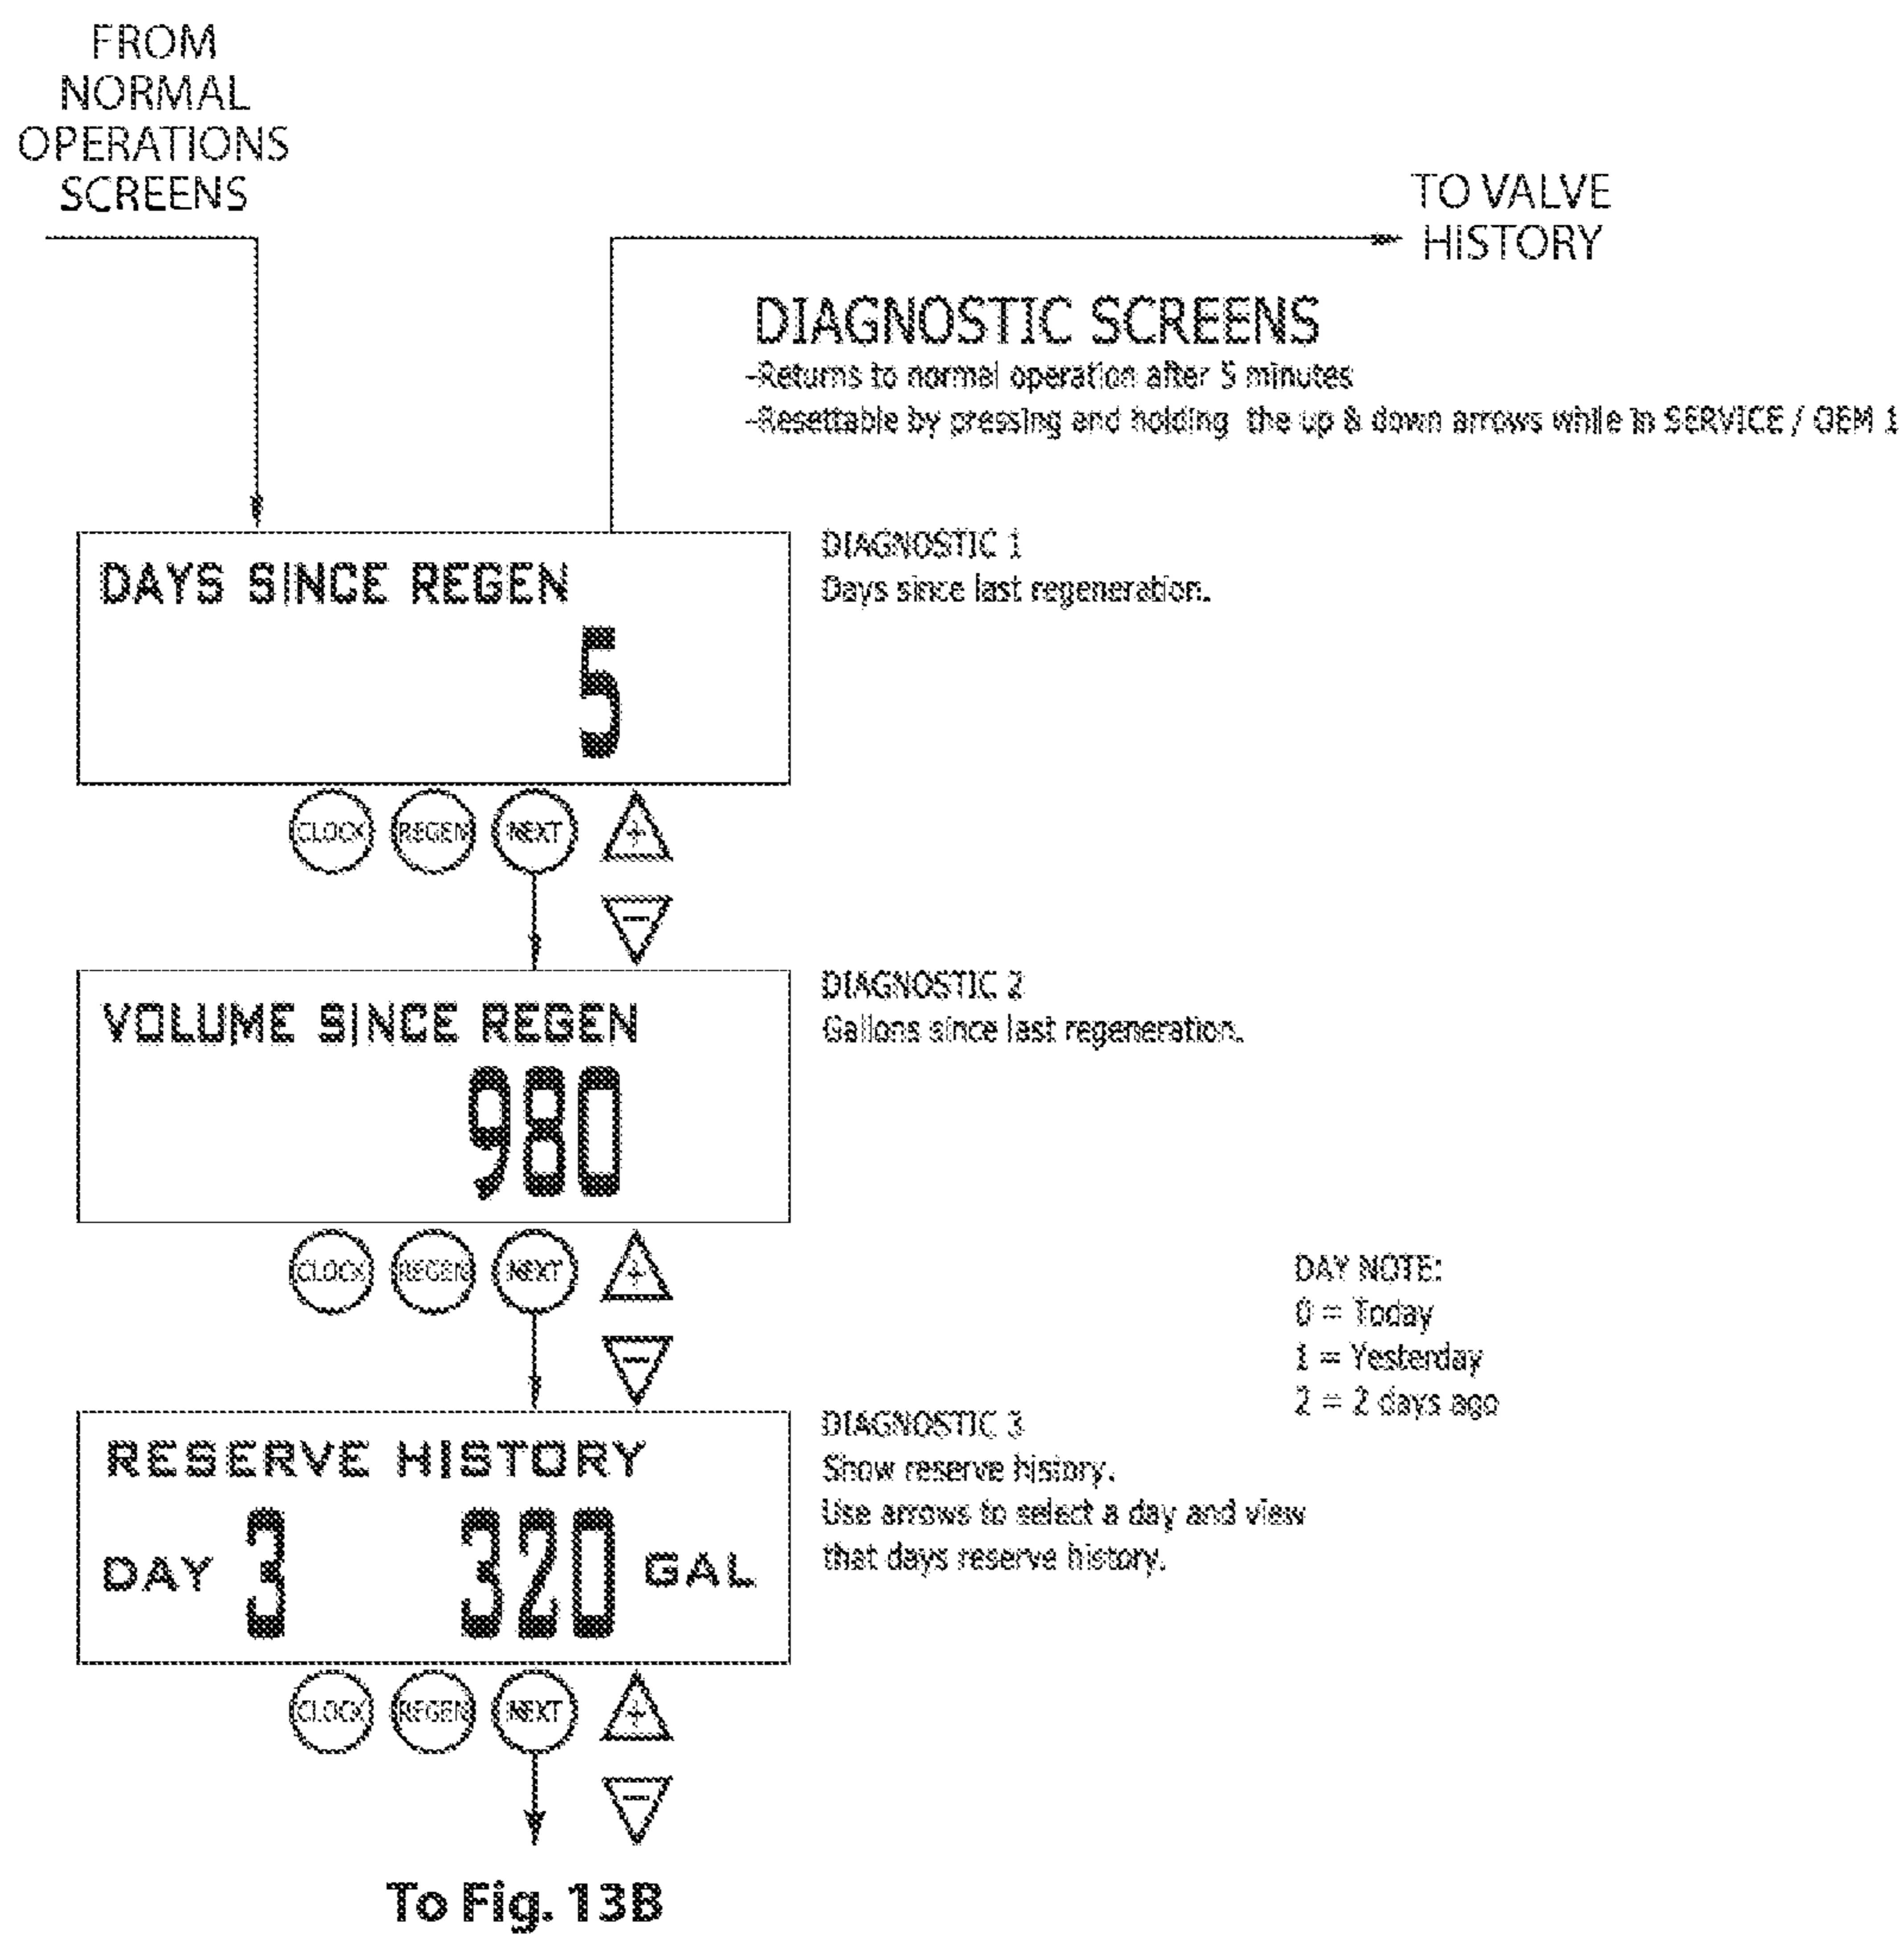 FROM
NORMAL
OPERATIONS
SCREENS
TO VALVE
HISTORY
DIAGNOSTIC SCREENS
-Returns to normal operation after 5 minutes
-Resettable by pressing and holding the up & down arrows while in SERVICE / OEM 1
DAYS SINCE REGEN
5
DIAGNOSTIC 1
Days since last regeneration.
CLOCK REGEN NEXT +
-
VOLUME SINCE REGEN
980
DIAGNOSTIC 2
Gallons since last regeneration.
CLOCK REGEN NEXT +
-
DAY NOTE:
0 = Today
1 = Yesterday
2 = 2 days ago
RESERVE HISTORY
DAY 3 320 GAL
DIAGNOSTIC 3
Show reserve history.
Use arrows to select a day and view
that days reserve history.
CLOCK REGEN NEXT +
-
To Fig. 13B